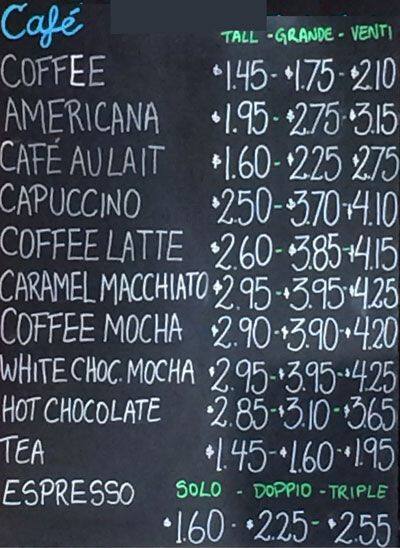 Café
TALL - GRANDE - VENTI
COFFEE $1.45 - $1.75 - $2.10
AMERICANA $1.95 - $2.75 - $3.15
CAFÉ AU LAIT $1.60 - $2.25 $2.75
CAPUCCINO $2.50 - $3.70 - $4.10
COFFEE LATTE $2.60 - $3.85 - $4.15
CARAMEL MACCHIATO $2.95 - $3.95 - $4.25
COFFEE MOCHA $2.90 - $3.90 - $4.20
WHITE CHOC. MOCHA $2.95 - $3.95 - $4.25
HOT CHOCOLATE $2.85 - $3.10 - $3.65
TEA $1.45 - $1.60 - $1.95
ESPRESSO SOLO - DOPPIO - TRIPLE
$1.60 - $2.25 - $2.55